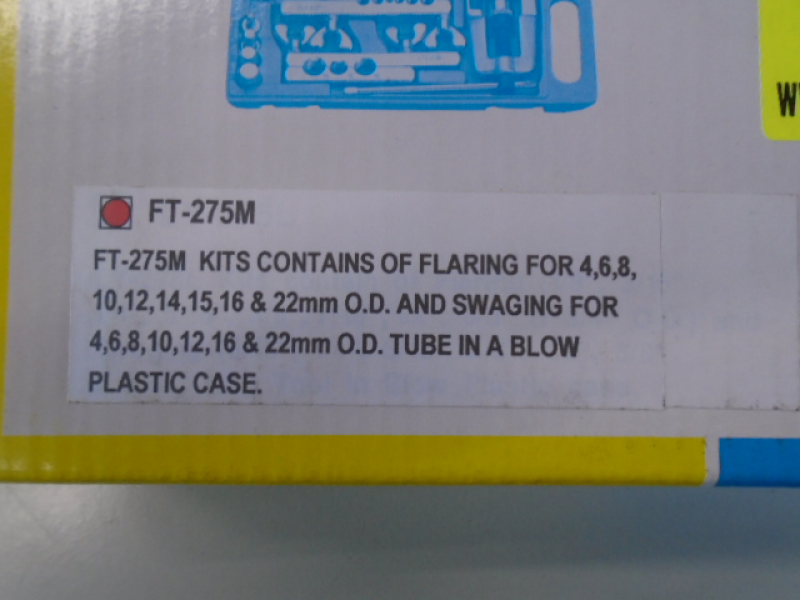 FT-275M
FT-275M KITS CONTAINS OF FLARING FOR 4,6,8,
10,12,14,15,16 & 22mm O.D. AND SWAGING FOR
4,6,8,10,12,16 & 22mm O.D. TUBE IN A BLOW
PLASTIC CASE.